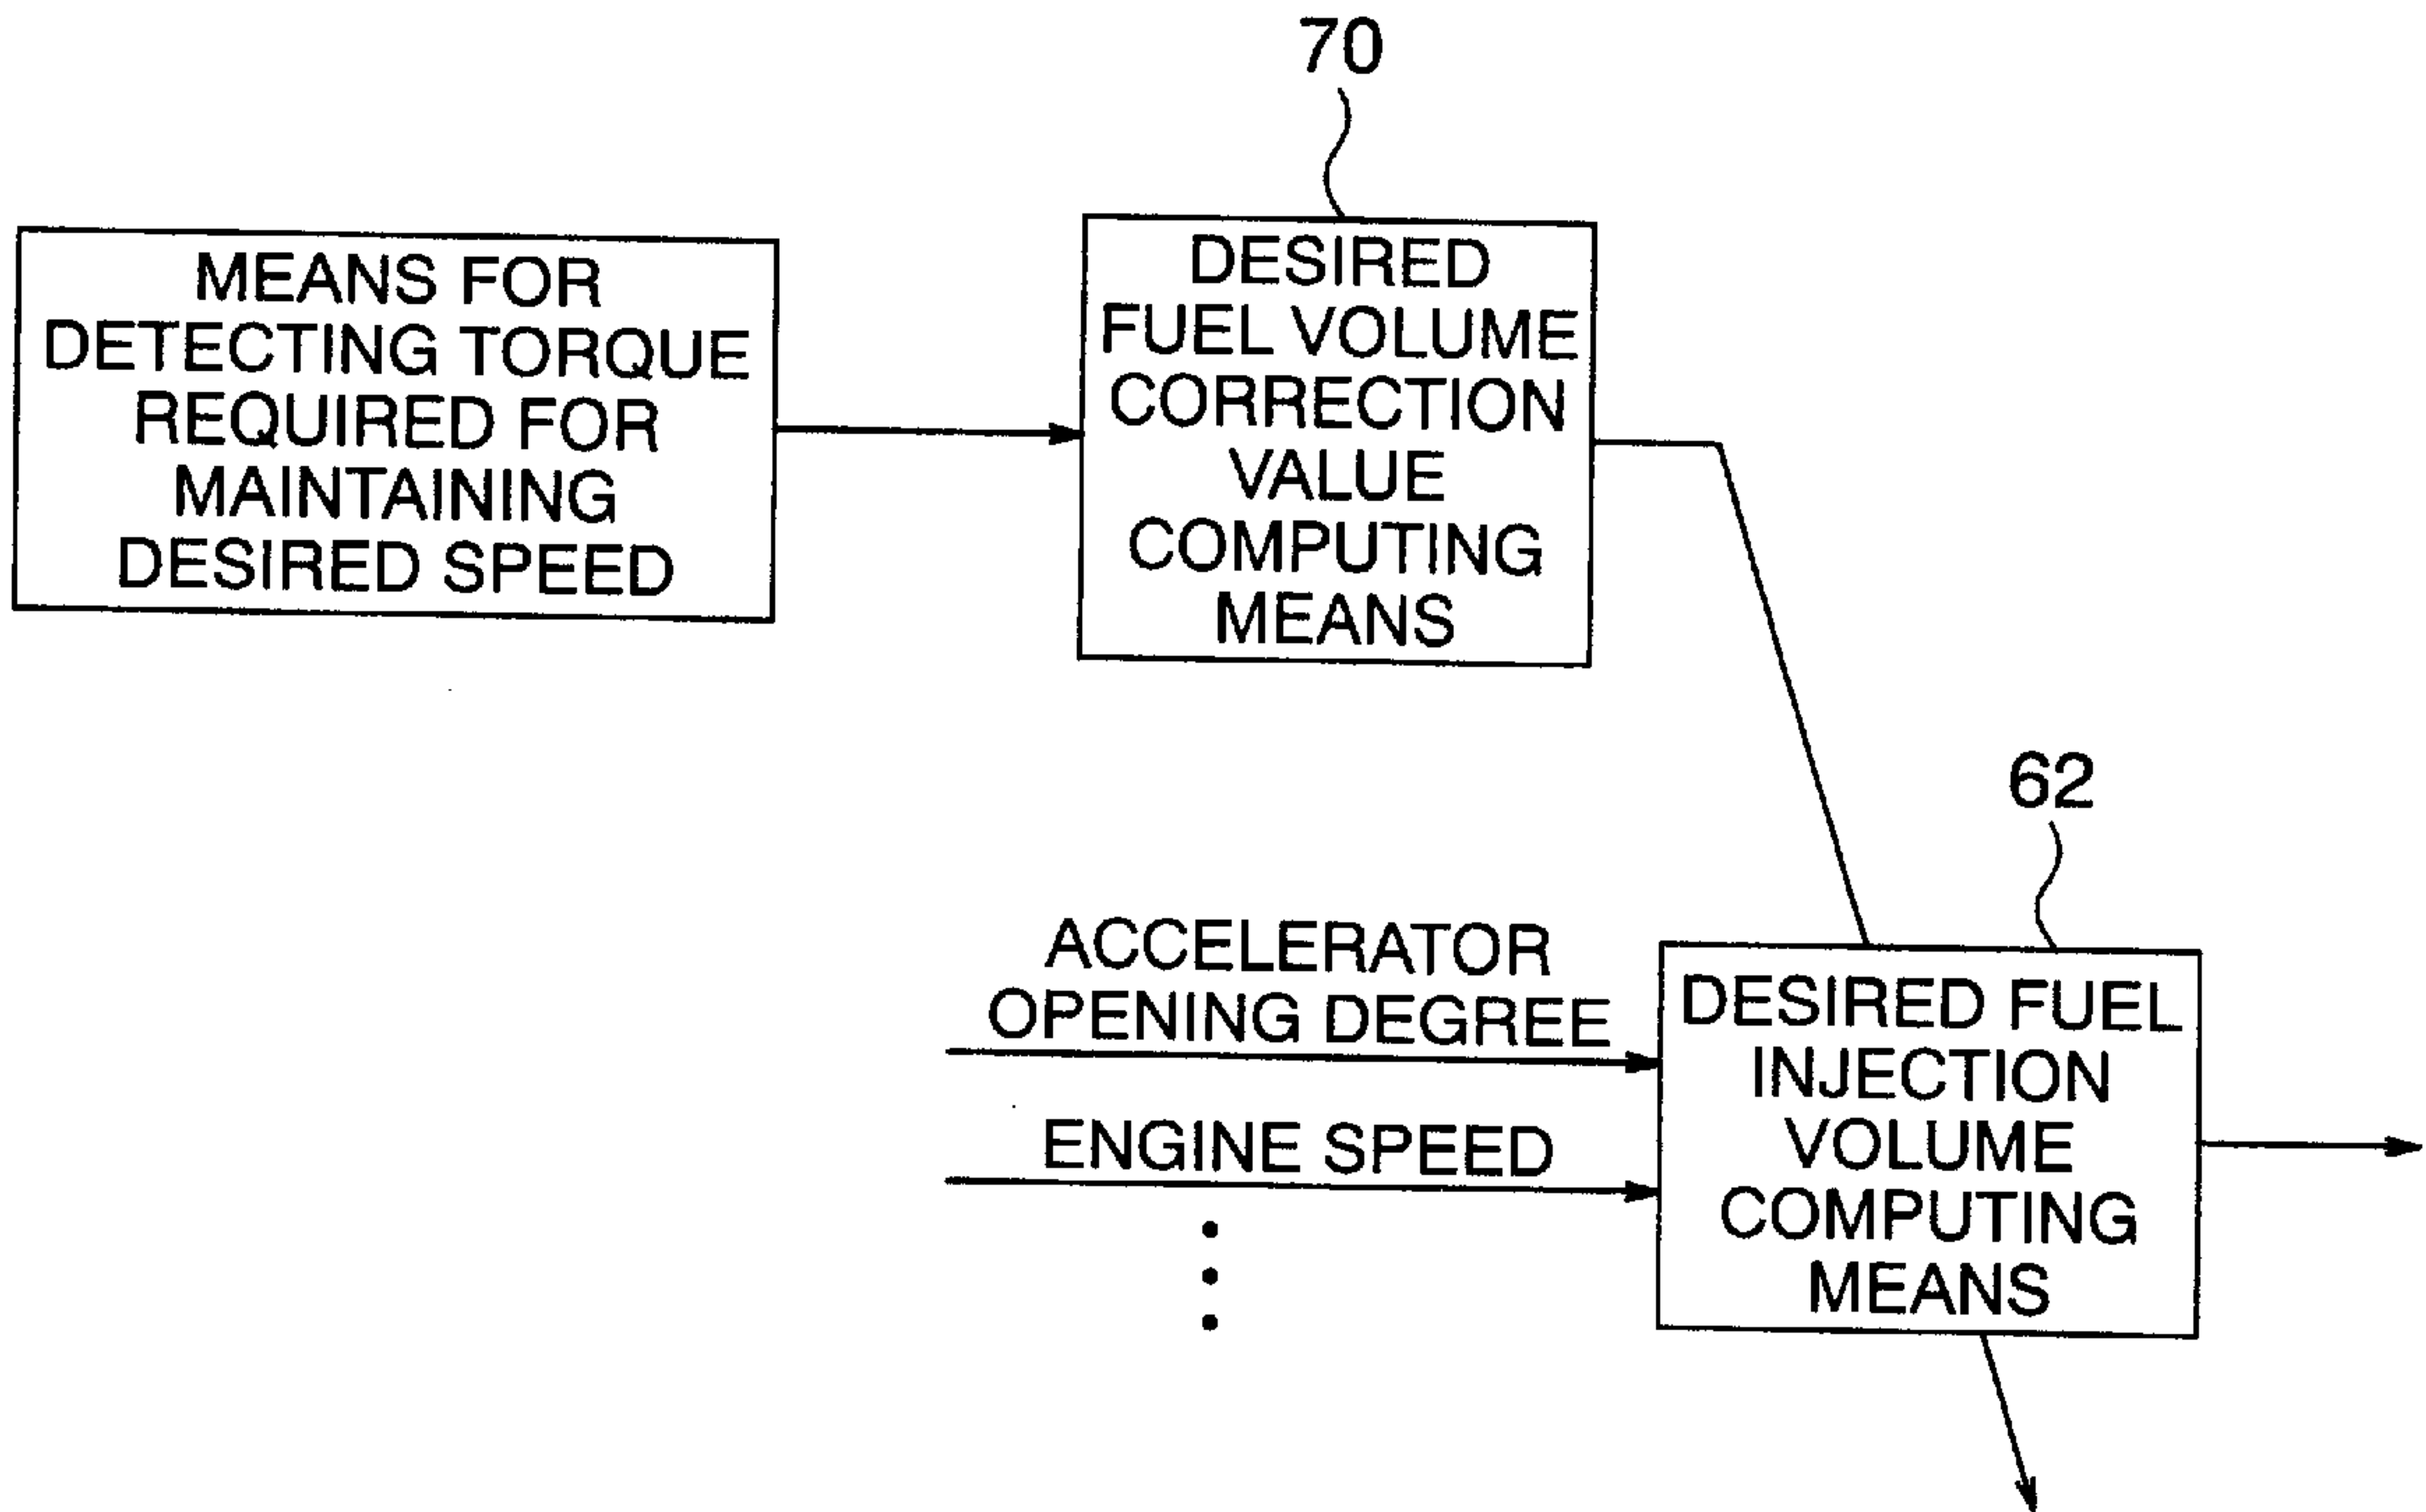 70
MEANS FOR
DETECTING TORQUE
REQUIRED FOR
MAINTAINING
DESIRED SPEED
DESIRED
FUEL VOLUME
CORRECTION
VALUE
COMPUTING
MEANS
62
ACCELERATOR
OPENING DEGREE
ENGINE SPEED
DESIRED FUEL
INJECTION
VOLUME
COMPUTING
MEANS